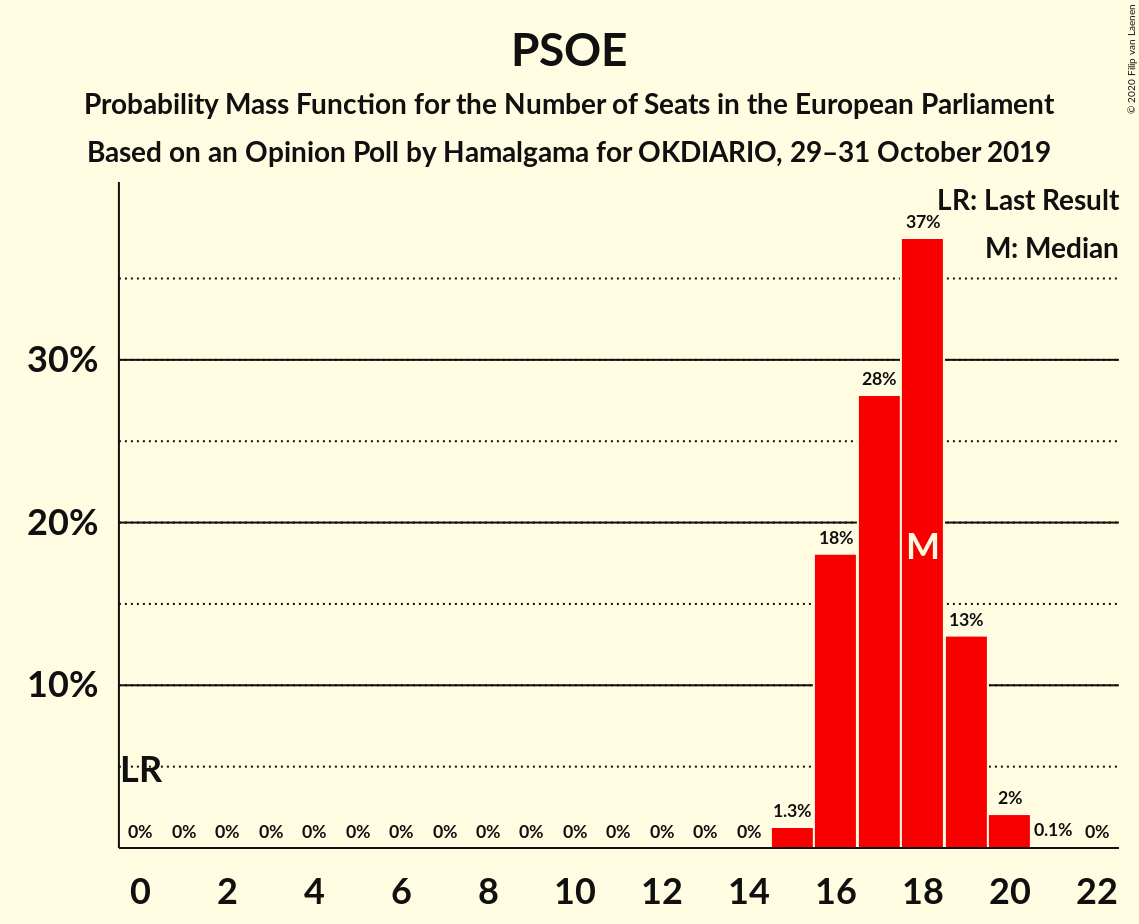 PSOE
Probability Mass Function for the Number of Seats in the European Parliament
Based on an Opinion Poll by Hamalgama for OKDIARIO, 29–31 October 2019
© 2020 Filip van Laenen
LR: Last Result
M: Median
37%
30%
28%
20%
18%
M
13%
10%
LR
0% 0% 0% 0% 0% 0% 0% 0% 0% 0% 0% 0% 0% 0% 0% 1.3% 2% 0.1% 0%
0 2 4 6 8 10 12 14 16 18 20 22